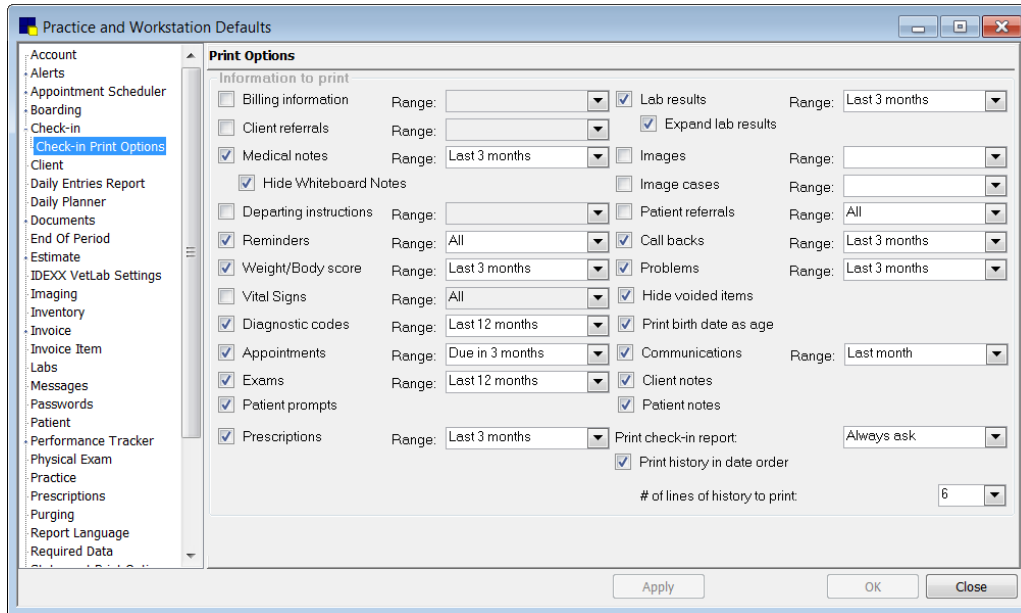 Practice and Workstation Defaults
Account
Alerts
Appointment Scheduler
Boarding
Check-in
Check-in Print Options
Client
Daily Entries Report
Daily Planner
Documents
End Of Period
Estimate
IDEXX VetLab Settings
Imaging
Inventory
Invoice
Invoice Item
Labs
Messages
Passwords
Patient
Performance Tracker
Physical Exam
Practice
Prescriptions
Purging
Report Language
Required Data
Print Options
Information to print
Billing information Range:
Client referrals Range:
Medical notes Range: Last 3 months
Hide Whiteboard Notes
Departing instructions Range:
Reminders Range: All
Weight/Body score Range: Last 3 months
Vital Signs Range: All
Diagnostic codes Range: Last 12 months
Appointments Range: Due in 3 months
Exams Range: Last 12 months
Patient prompts
Prescriptions Range: Last 3 months
Lab results Range: Last 3 months
Expand lab results
Images Range:
Image cases Range:
Patient referrals Range: All
Call backs Range: Last 3 months
Problems Range: Last 3 months
Hide voided items
Print birth date as age
Communications Range: Last month
Client notes
Patient notes
Print check-in report: Always ask
Print history in date order
# of lines of history to print: 6
Apply OK Close